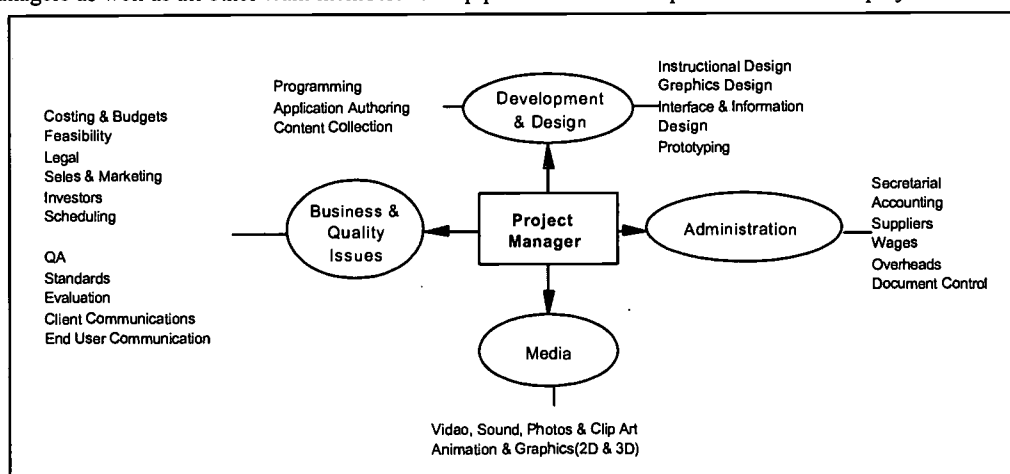 Programming
Application Authoring
Content Collection
Development
& Design
Instructional Design
Grephics Design
Interface & Information
Design
Prototyping
Costing & Budgets
Feasibility
Legal
Sales & Marketing
Investors
Scheduling
QA
Standards
Evaluation
Client Communications
End User Communication
Business &
Quality
Issues
Project
Manager
Administration
Secretarial
Accounting
Suppliers
Wages
Overheads
Document Control
Media
Video, Sound, Photos & Clip Art
Animation & Graphics(2D & 3D)